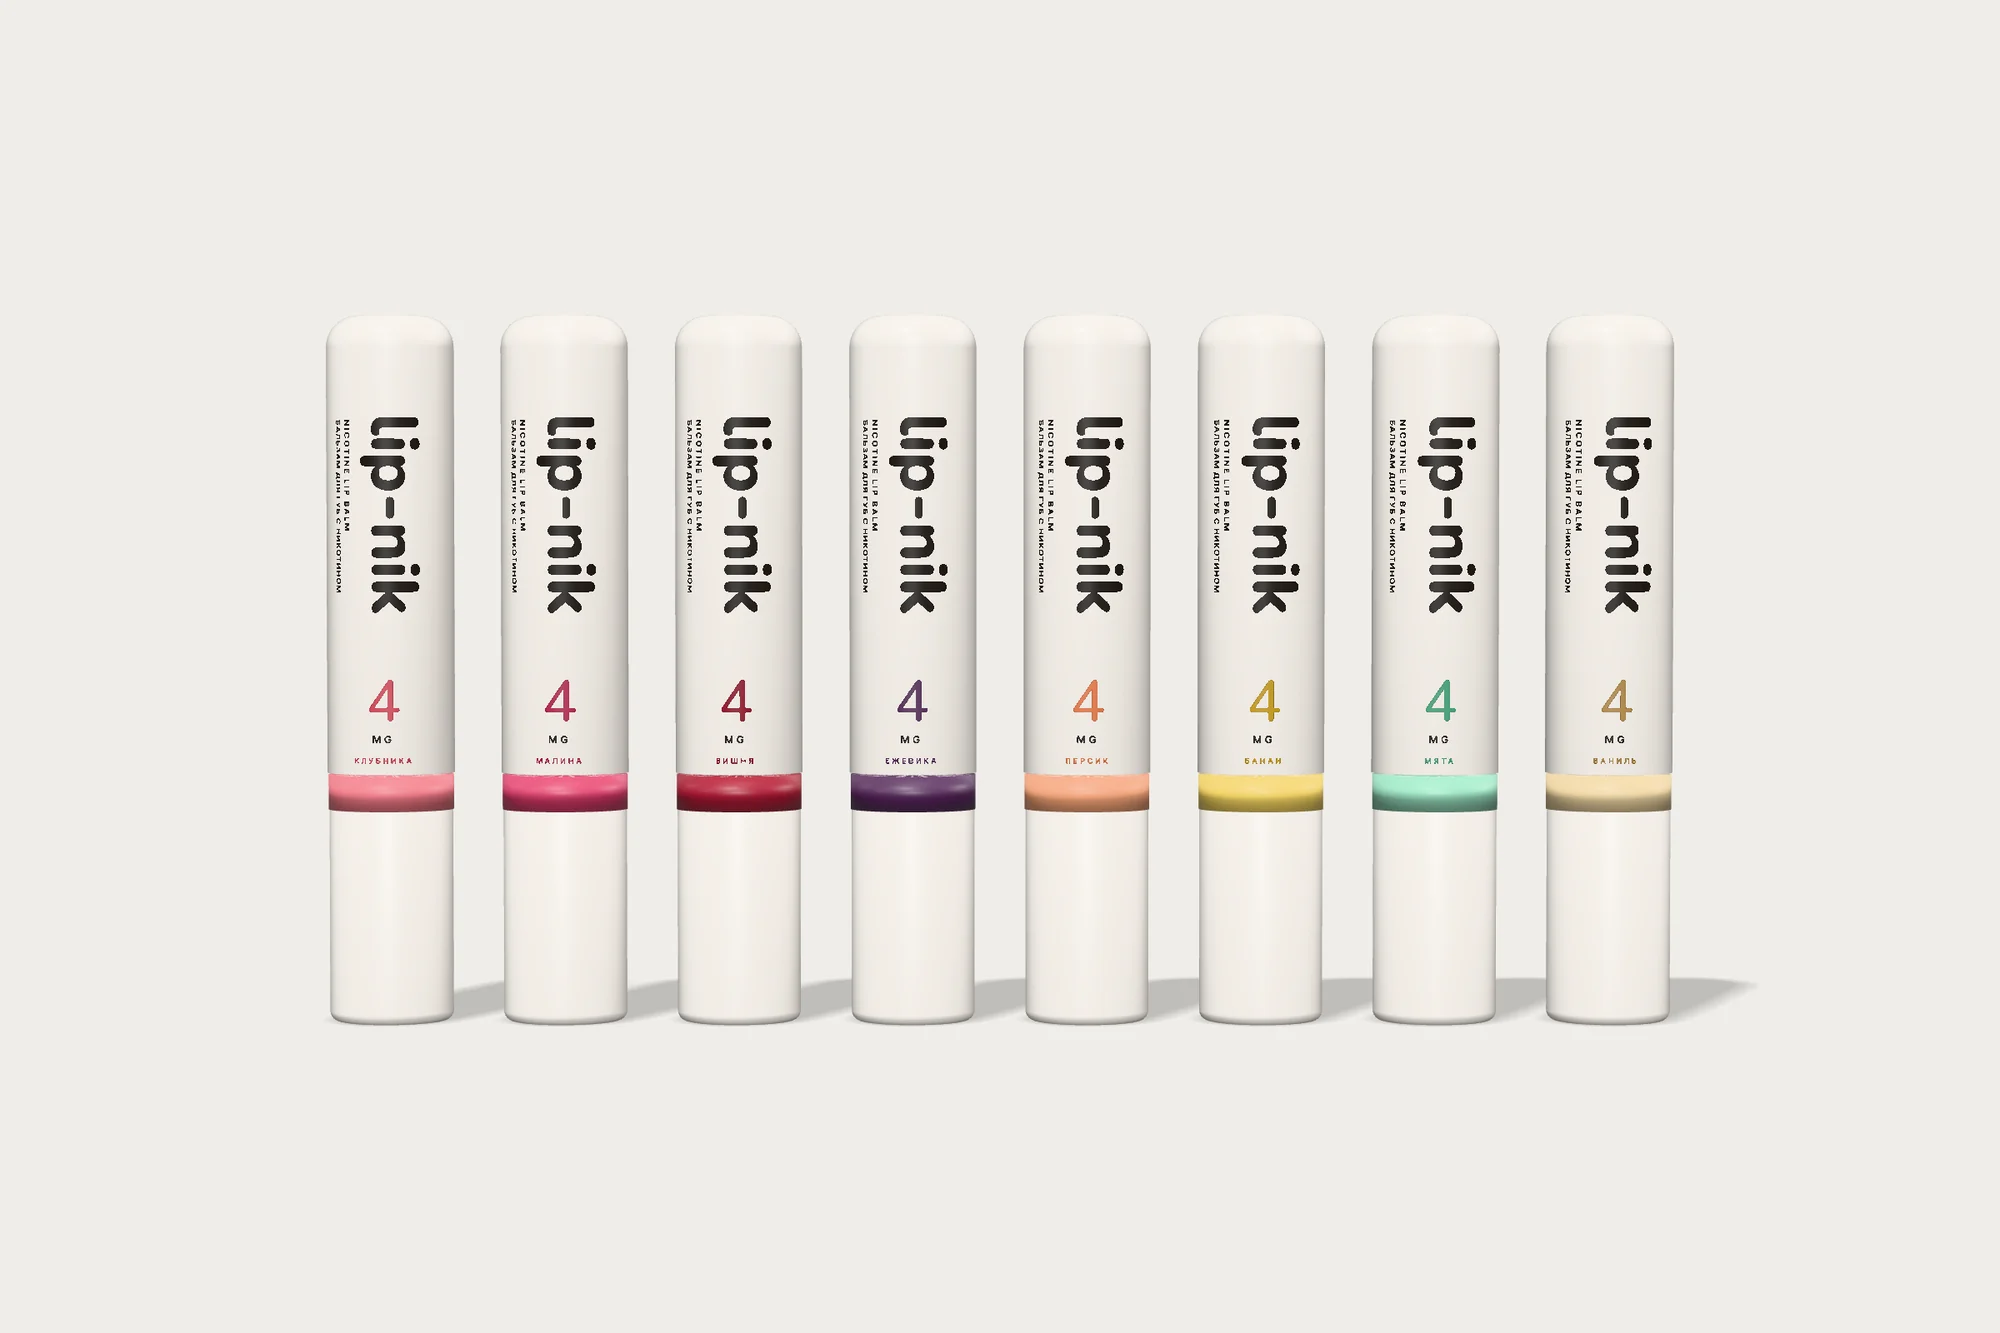 lip-nik
NICOTINE LIP BALM
БАЛЬЗАМ ДЛЯ ГУБ С НИКОТИНОМ
4
MG
КЛУБНИКА
lip-nik
NICOTINE LIP BALM
БАЛЬЗАМ ДЛЯ ГУБ С НИКОТИНОМ
4
MG
МАЛИНА
lip-nik
NICOTINE LIP BALM
БАЛЬЗАМ ДЛЯ ГУБ С НИКОТИНОМ
4
MG
ВИШНЯ
lip-nik
NICOTINE LIP BALM
БАЛЬЗАМ ДЛЯ ГУБ С НИКОТИНОМ
4
MG
ЕЖЕВИКА
lip-nik
NICOTINE LIP BALM
БАЛЬЗАМ ДЛЯ ГУБ С НИКОТИНОМ
4
MG
ПЕРСИК
lip-nik
NICOTINE LIP BALM
БАЛЬЗАМ ДЛЯ ГУБ С НИКОТИНОМ
4
MG
БАНАН
lip-nik
NICOTINE LIP BALM
БАЛЬЗАМ ДЛЯ ГУБ С НИКОТИНОМ
4
MG
МЯТА
lip-nik
NICOTINE LIP BALM
БАЛЬЗАМ ДЛЯ ГУБ С НИКОТИНОМ
4
MG
ВАНИЛЬ